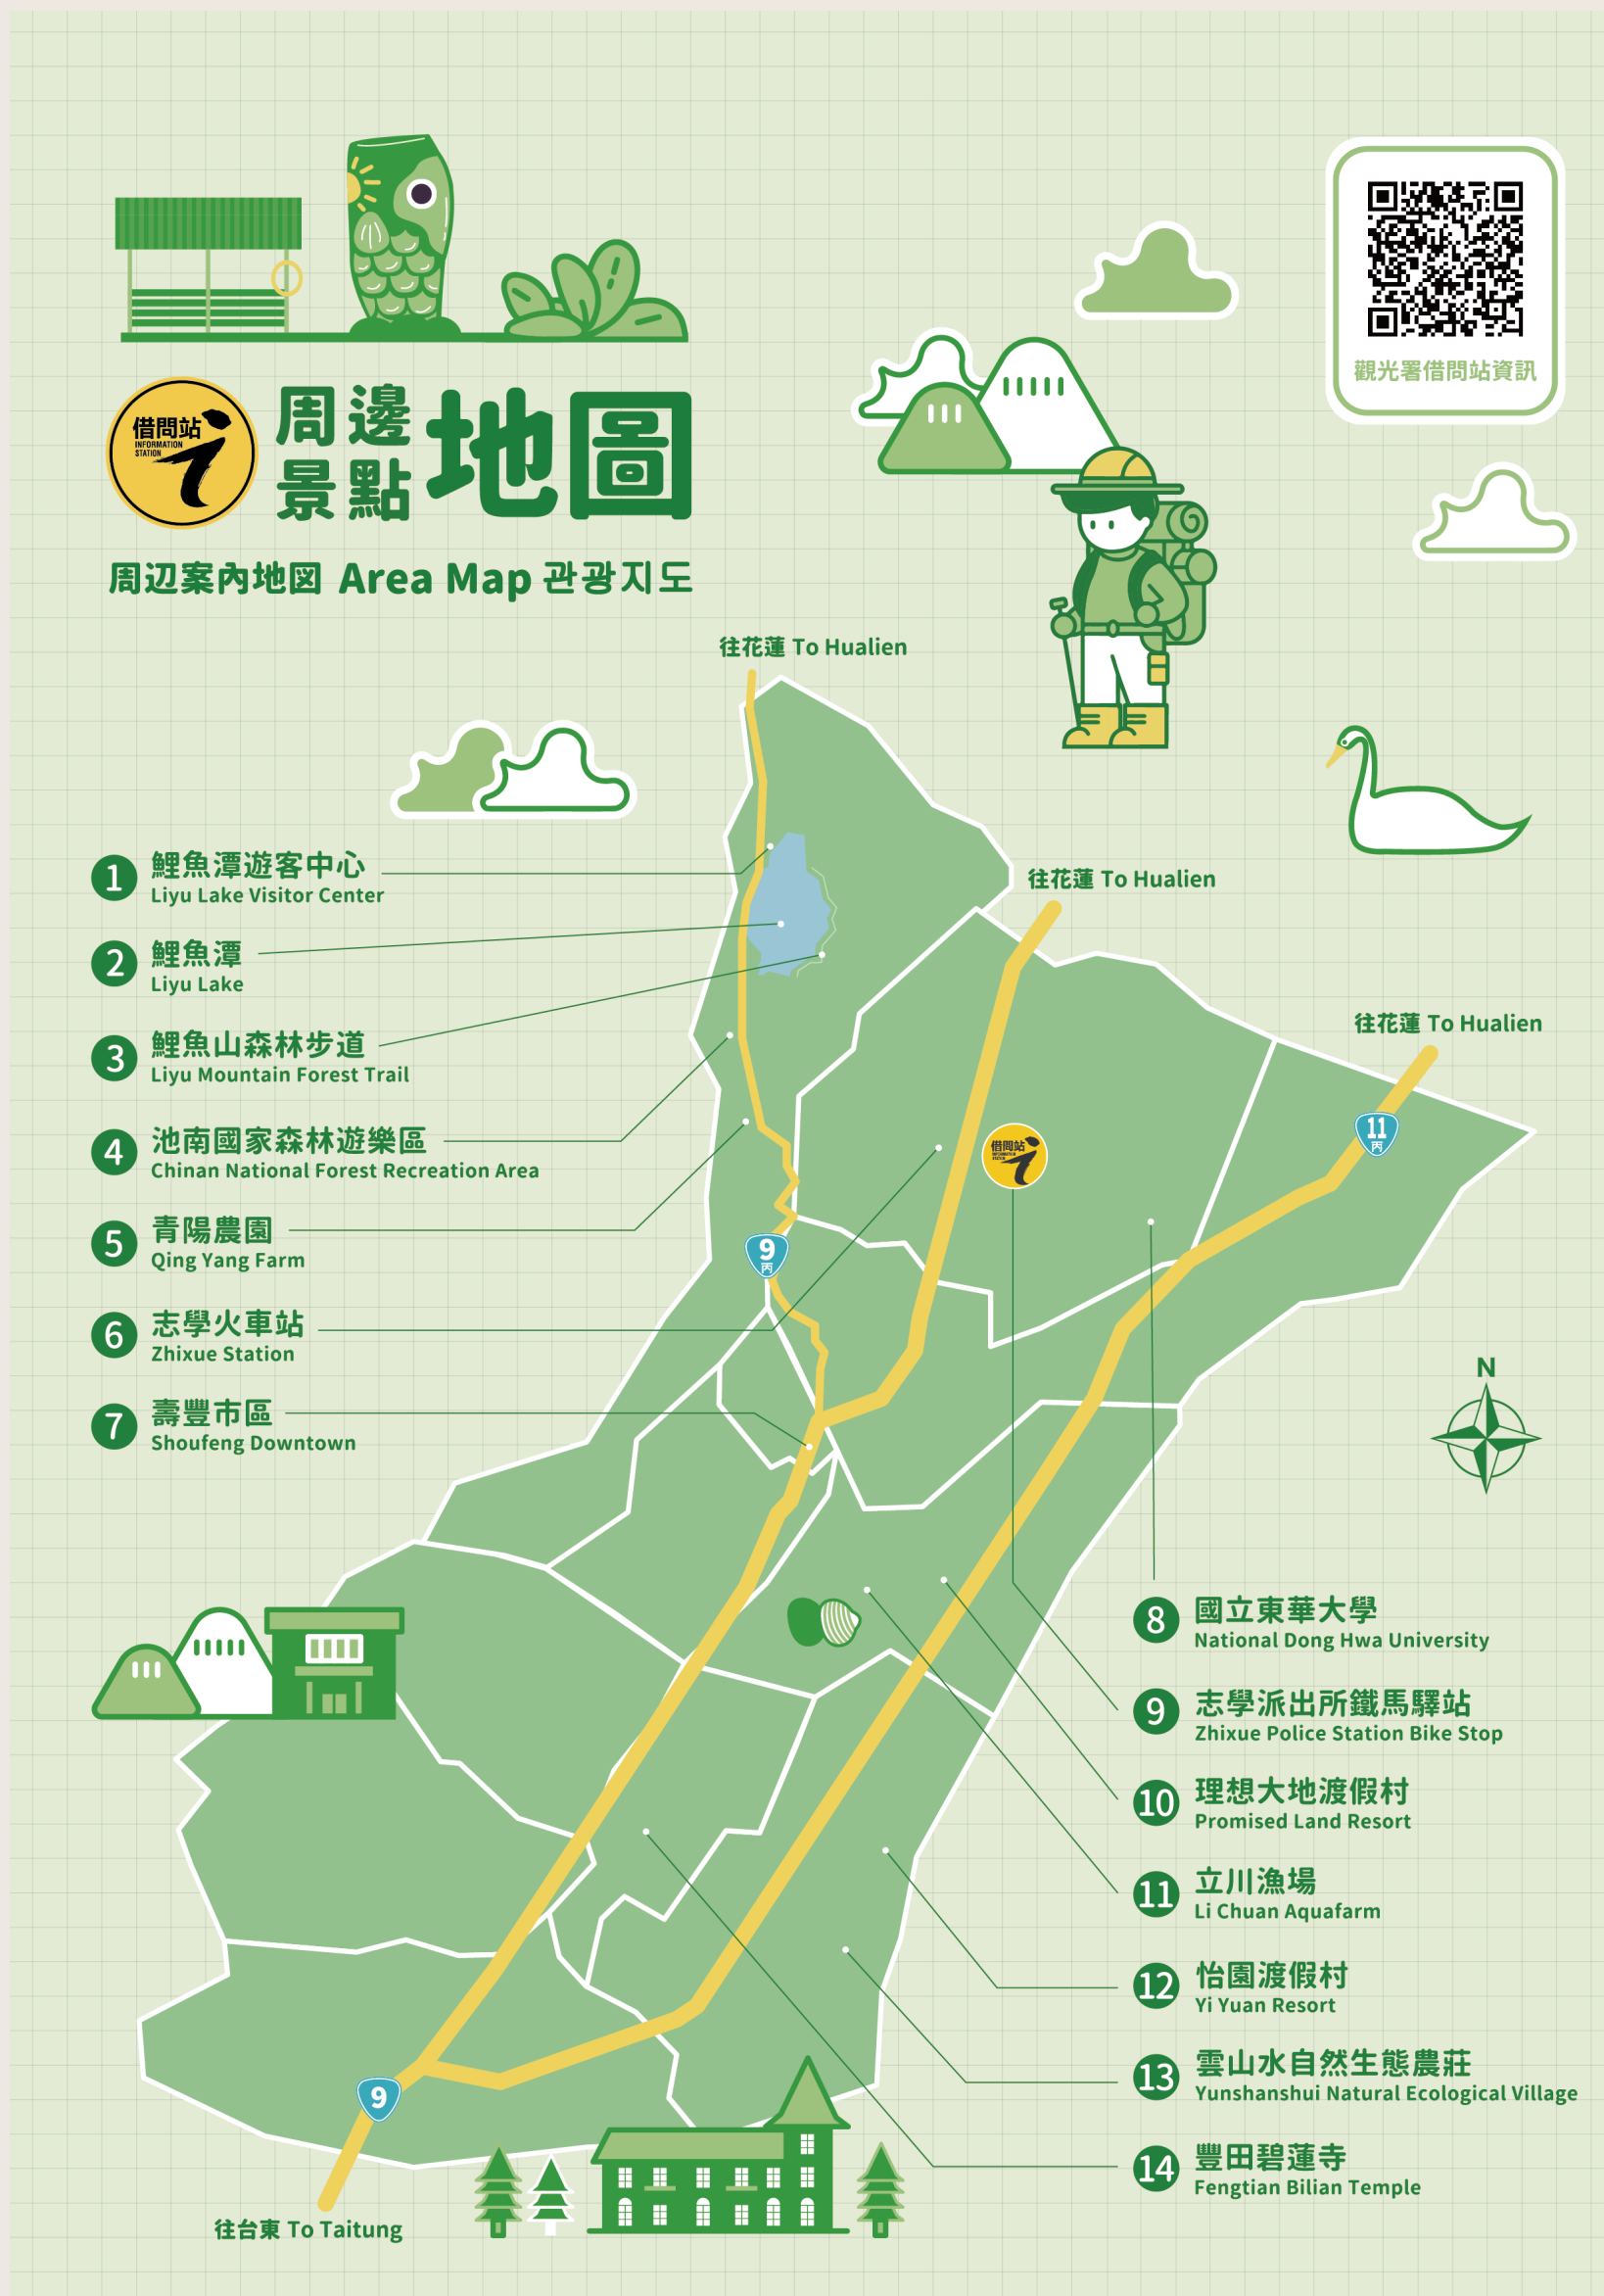 觀光署借問站資訊
借問站
INFORMATION
STATION
周邊
景點
地圖
周辺案內地図 Area Map 관광지도
往花蓮 To Hualien
往花蓮 To Hualien
往花蓮 To Hualien
1 鯉魚潭遊客中心
Liyu Lake Visitor Center
2 鯉魚潭
Liyu Lake
3 鯉魚山森林步道
Liyu Mountain Forest Trail
4 池南國家森林遊樂區
Chinan National Forest Recreation Area
5 青陽農園
Qing Yang Farm
6 志學火車站
Zhixue Station
7 壽豐市區
Shoufeng Downtown
11
丙
借問站
INFORMATION
STATION
9
丙
N
8 國立東華大學
National Dong Hwa University
9 志學派出所鐵馬驛站
Zhixue Police Station Bike Stop
10 理想大地渡假村
Promised Land Resort
11 立川漁場
Li Chuan Aquafarm
12 怡園渡假村
Yi Yuan Resort
13 雲山水自然生態農莊
Yunshanshui Natural Ecological Village
14 豐田碧蓮寺
Fengtian Bilian Temple
9
往台東 To Taitung